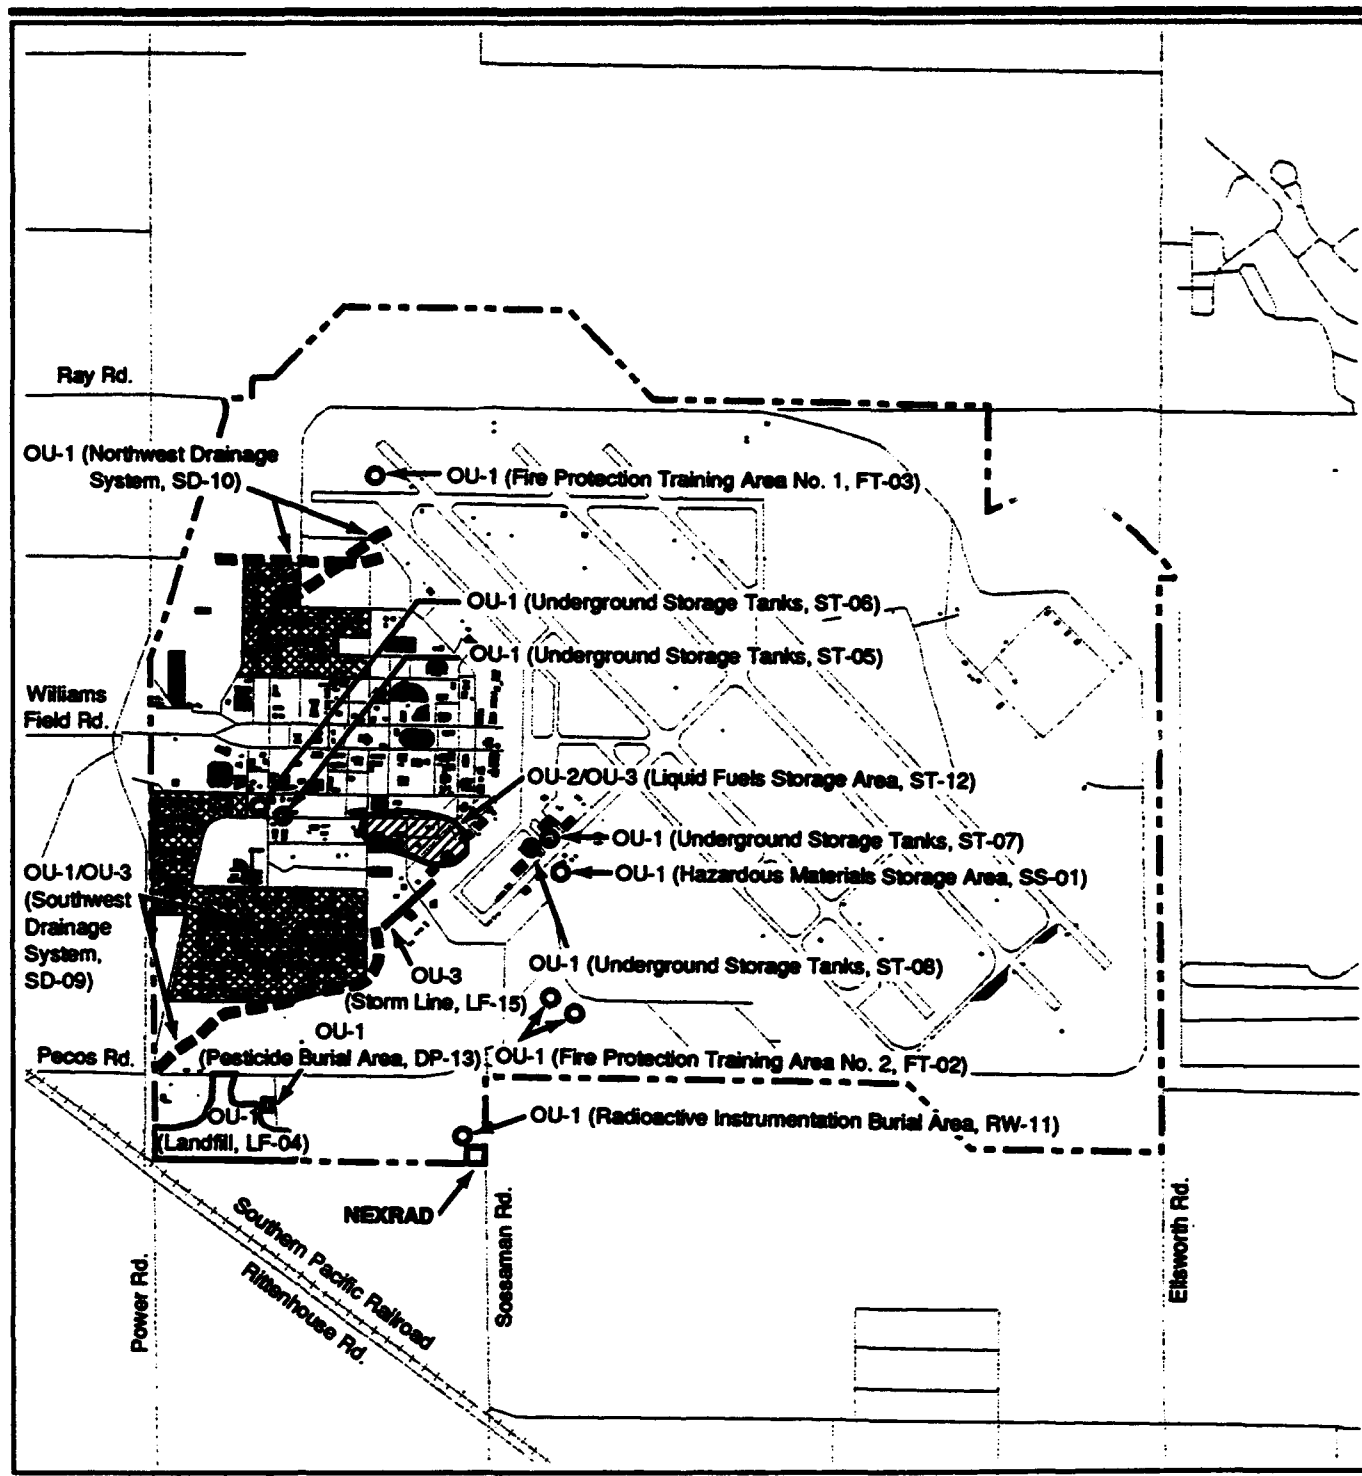 Ray Rd.
OU-1 (Northwest Drainage
System, SD-10)
OU-1 (Fire Protection Training Area No. 1, FT-03)
OU-1 (Underground Storage Tanks, ST-06)
OU-1 (Underground Storage Tanks, ST-05)
Williams
Field Rd.
OU-2/OU-3 (Liquid Fuels Storage Area, ST-12)
OU-1 (Underground Storage Tanks, ST-07)
OU-1 (Hazardous Materials Storage Area, SS-01)
OU-1/OU-3
(Southwest
Drainage
System,
SD-09)
OU-1 (Underground Storage Tanks, ST-08)
OU-3
(Storm Line, LF-15)
OU-1
(Pesticide Burial Area, DP-13)
Pecos Rd.
OU-1 (Fire Protection Training Area No. 2, FT-02)
OU-1
(Landfill, LF-04)
OU-1 (Radioactive Instrumentation Burial Area, RW-11)
NEXRAD
Southern Pacific Railroad
Rittenhouse Rd.
Power Rd.
Sossaman Rd.
Ellsworth Rd.